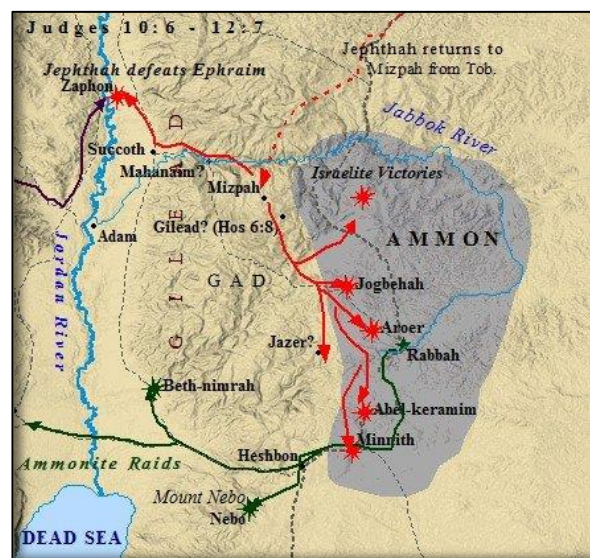 Judges 10:6 - 12:7
Jephthah returns to
Mizpah from Tob.
Jephthah defeats Ephraim
Zaphon
Jabbok River
Succoth
Mahanaim?
Israelite Victories
Mizpah
Gilead? (Hos 6:8)
Adam
AMMON
GILEAD
GAD
Jordan River
Jogbehah
Aroer
Jazer?
Rabbah
Beth-nimrah
Abel-keramim
Minnith
Ammonite Raids
Heshbon
Mount Nebo
Nebo
DEAD SEA